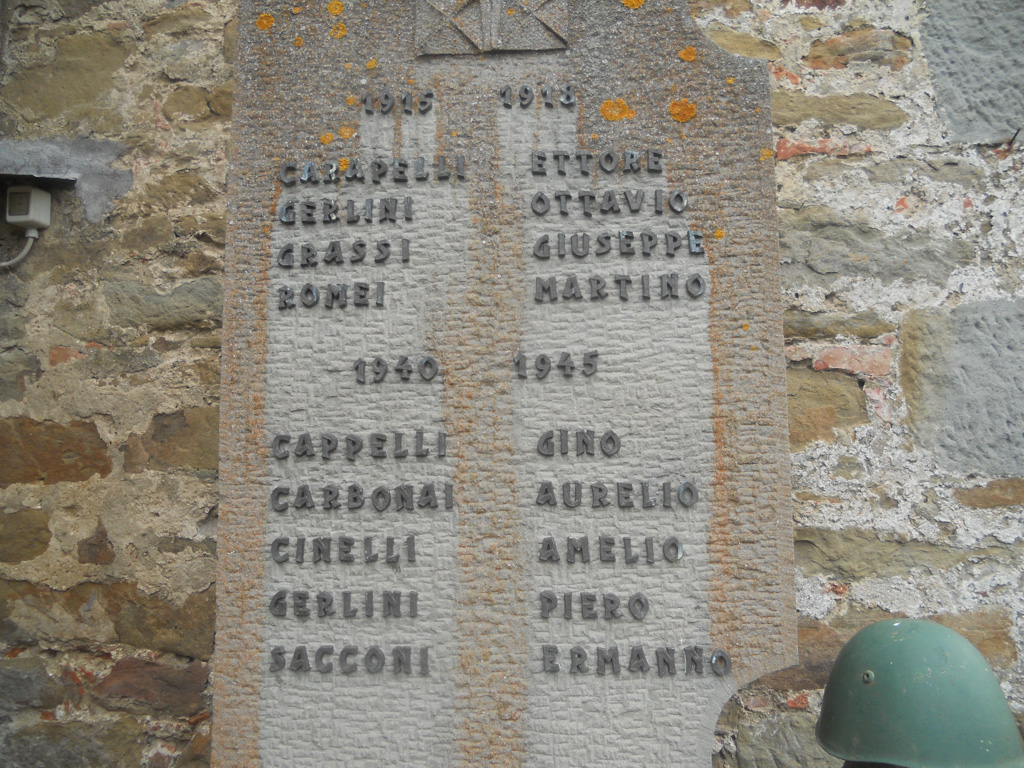 1915 1918
CARAPELLI ETTORE
GERLINI OTTAVIO
GRASSI GIUSEPPE
ROMEI MARTINO
1940 1945
CAPPELLI GINO
CARBONAI AURELIO
CINELLI AMELIO
GERLINI PIERO
SACCONI ERMANNO